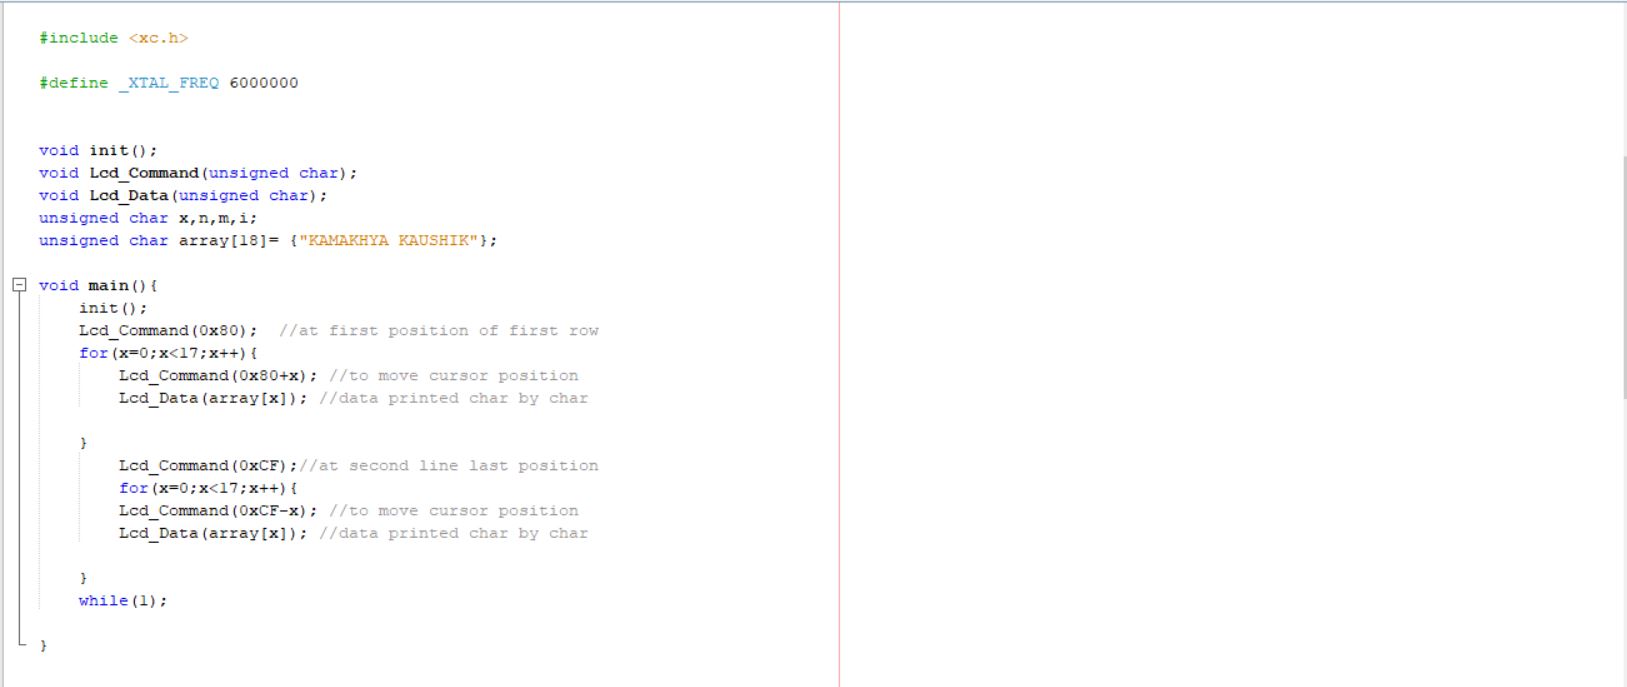 #include <xc.h>
#define _XTAL_FREQ 6000000
void init();
void Lcd_Command(unsigned char);
void Lcd_Data(unsigned char);
unsigned char x,n,m,i;
unsigned char array[18]= {"KAMAKHYA KAUSHIK"};
void main(){
init();
Lcd_Command(0x80);  //at first position of first row
for(x=0;x<17;x++){
Lcd_Command(0x80+x); //to move cursor position
Lcd_Data(array[x]); //data printed char by char
}
Lcd_Command(0xCF);//at second line last position
for(x=0;x<17;x++){
Lcd_Command(0xCF-x); //to move cursor position
Lcd_Data(array[x]); //data printed char by char
}
while(1);
}